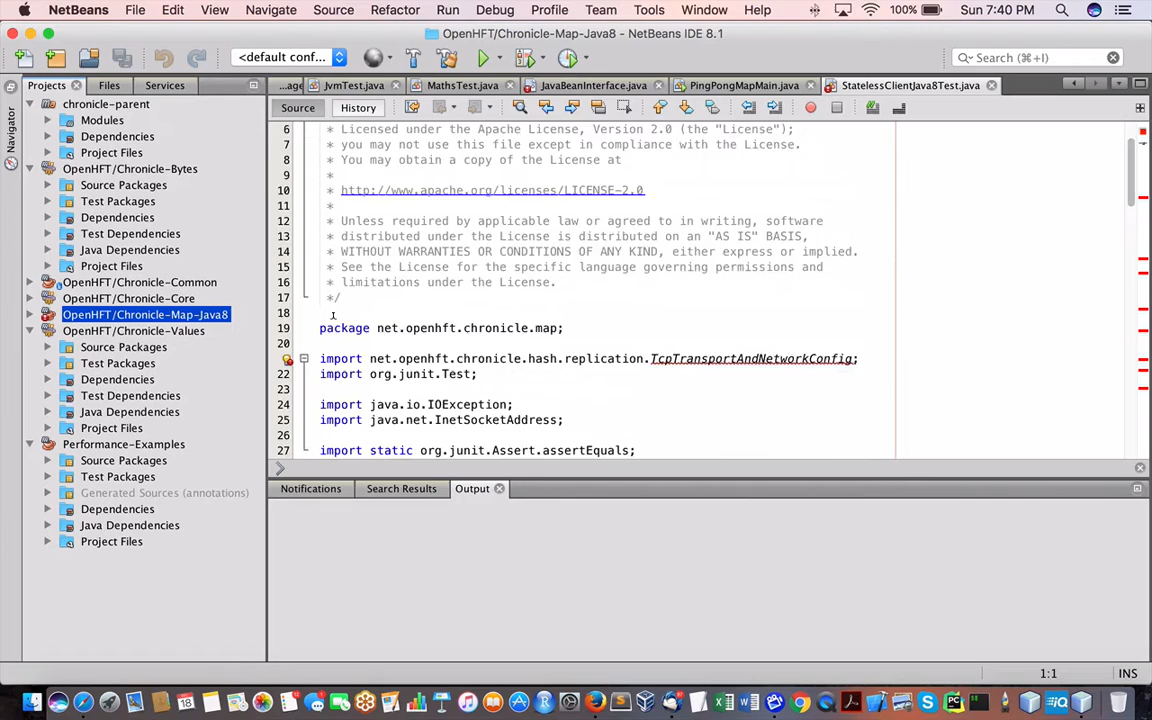 NetBeans File Edit View Navigate Source Refactor Run Debug Profile Team Tools Window Help 100% Sun 7:40 PM
OpenHFT/Chronicle-Map-Java8 - NetBeans IDE 8.1
<default conf...
Search (⌘+I)
Projects Files Services
...age JvmTest.java MathsTest.java JavaBeanInterface.java PingPongMapMain.java StatelessClientJava8Test.java
Source History
Navigator
chronicle-parent
Modules
Dependencies
Project Files
OpenHFT/Chronicle-Bytes
Source Packages
Test Packages
Dependencies
Test Dependencies
Java Dependencies
Project Files
OpenHFT/Chronicle-Common
OpenHFT/Chronicle-Core
OpenHFT/Chronicle-Map-Java8
OpenHFT/Chronicle-Values
Source Packages
Test Packages
Dependencies
Test Dependencies
Java Dependencies
Project Files
Performance-Examples
Source Packages
Test Packages
Generated Sources (annotations)
Dependencies
Java Dependencies
Project Files
6 * Licensed under the Apache License, Version 2.0 (the "License");
7 * you may not use this file except in compliance with the License.
8 * You may obtain a copy of the License at
9 *
10 * http://www.apache.org/licenses/LICENSE-2.0
11 *
12 * Unless required by applicable law or agreed to in writing, software
13 * distributed under the License is distributed on an "AS IS" BASIS,
14 * WITHOUT WARRANTIES OR CONDITIONS OF ANY KIND, either express or implied.
15 * See the License for the specific language governing permissions and
16 * limitations under the License.
17 */
18
19 package net.openhft.chronicle.map;
20
import net.openhft.chronicle.hash.replication.TcpTransportAndNetworkConfig;
22 import org.junit.Test;
23
24 import java.io.IOException;
25 import java.net.InetSocketAddress;
26
27 import static org.junit.Assert.assertEquals;
Notifications Search Results Output
1:1 INS